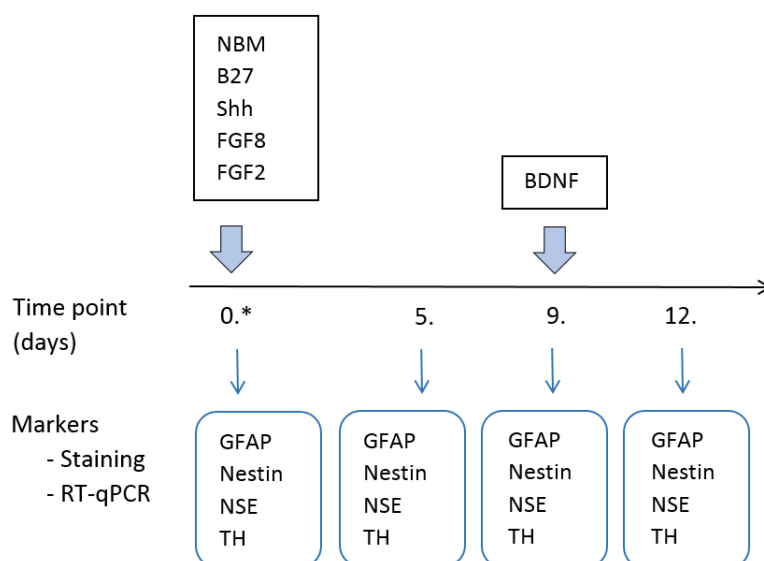 NBM
B27
Shh
FGF8
FGF2
BDNF
Time point
(days)
0.*
5.
9.
12.
Markers
- Staining
- RT-qPCR
GFAP
Nestin
NSE
TH
GFAP
Nestin
NSE
TH
GFAP
Nestin
NSE
TH
GFAP
Nestin
NSE
TH